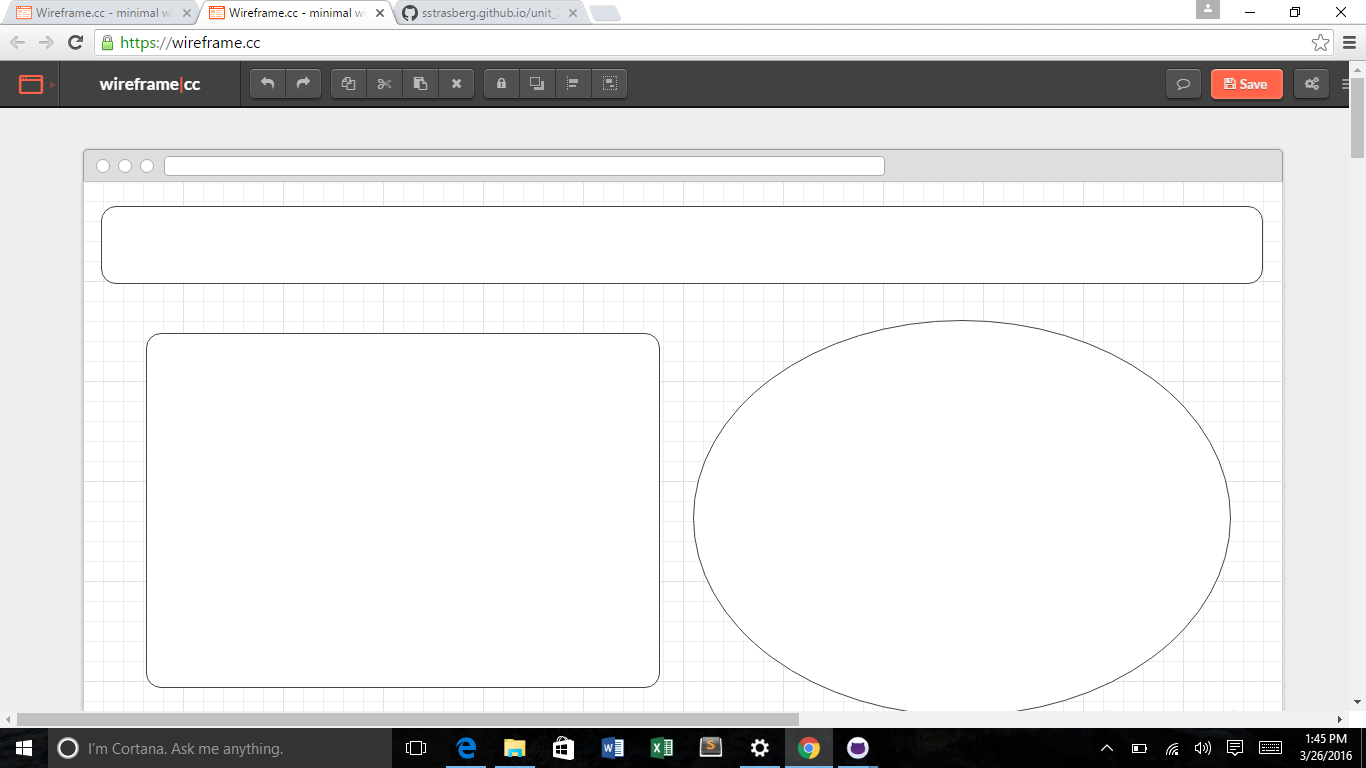 Wireframe.cc - minimal wi
Wireframe.cc - minimal wi
sstrasberg.github.io/unit_
https://wireframe.cc
wireframe|cc
Save
I'm Cortana. Ask me anything.
1:45 PM
3/26/2016